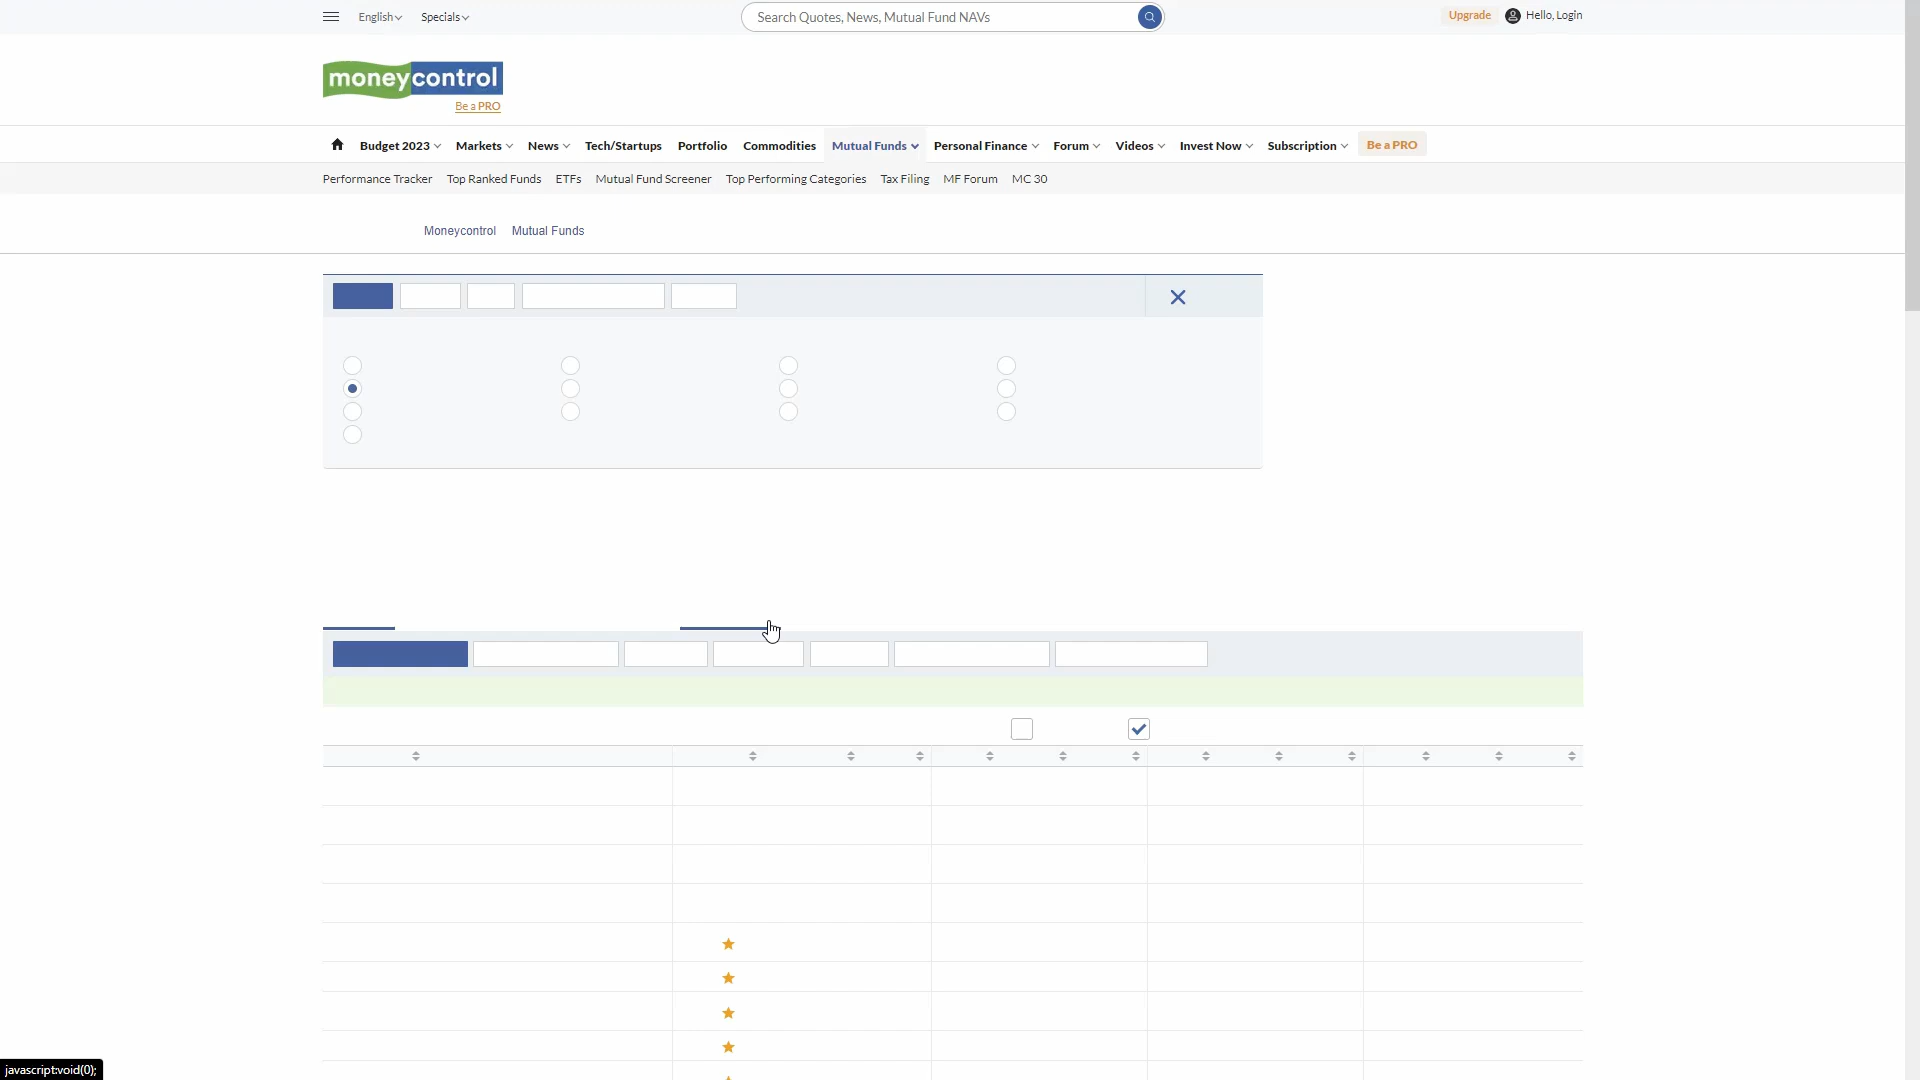 English Specials Search Quotes, News, Mutual Fund NAVs Upgrade Hello, Login
moneycontrol
Be a PRO
Budget 2023 Markets News Tech/Startups Portfolio Commodities Mutual Funds Personal Finance Forum Videos Invest Now Subscription Be a PRO
Performance Tracker Top Ranked Funds ETFs Mutual Fund Screener Top Performing Categories Tax Filing MF Forum MC 30
Moneycontrol Mutual Funds
javascript:void(0);